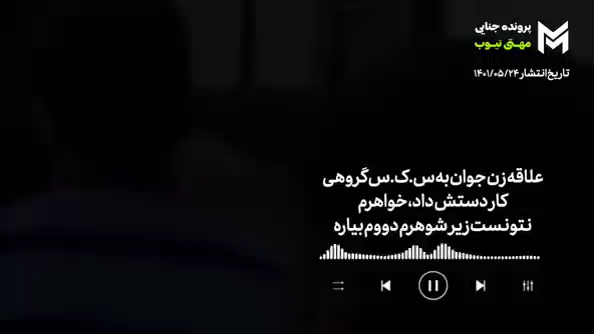 پرونده جنایی
مهتی تیوب
تاریخ انتشار ۱۴۰۱/۰۵/۲۴
علاقه زن جوان به س.ک.س گروهی
کار دستش داد، خواهرم
نتونست زیر شوهرم دووم بیاره